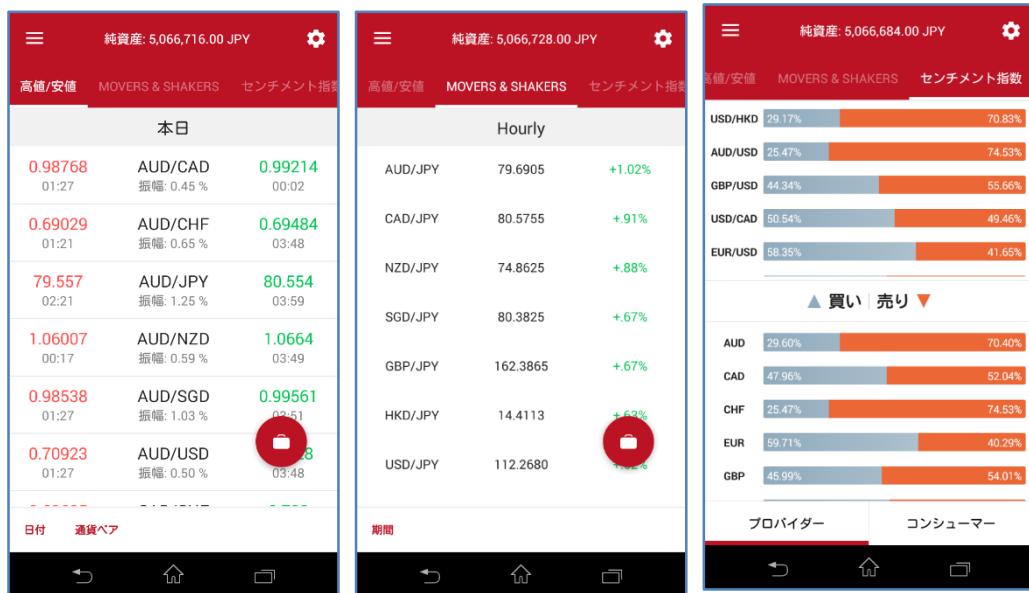 純資産: 5,066,716.00 JPY
高値/安値 MOVERS & SHAKERS センチメント指数
本日
0.98768 AUD/CAD 0.99214
01:27 振幅: 0.45 % 00:02
0.69029 AUD/CHF 0.69484
01:21 振幅: 0.65 % 03:48
79.557 AUD/JPY 80.554
02:21 振幅: 1.25 % 03:59
1.06007 AUD/NZD 1.0664
00:17 振幅: 0.59 % 03:49
0.98538 AUD/SGD 0.99561
01:27 振幅: 1.03 % 03:51
0.70923 AUD/USD 8
01:27 振幅: 0.50 % 03:48
日付 通貨ペア
純資産: 5,066,728.00 JPY
高値/安値 MOVERS & SHAKERS センチメント指数
Hourly
AUD/JPY 79.6905 +1.02%
CAD/JPY 80.5755 +.91%
NZD/JPY 74.8625 +.88%
SGD/JPY 80.3825 +.67%
GBP/JPY 162.3865 +.67%
HKD/JPY 14.4113 +.63%
USD/JPY 112.2680
期間
純資産: 5,066,684.00 JPY
高値/安値 MOVERS & SHAKERS センチメント指数
USD/HKD 29.17% 70.83%
AUD/USD 25.47% 74.53%
GBP/USD 44.34% 55.66%
USD/CAD 50.54% 49.46%
EUR/USD 58.35% 41.65%
▲ 買い | 売り ▼
AUD 29.60% 70.40%
CAD 47.96% 52.04%
CHF 25.47% 74.53%
EUR 59.71% 40.29%
GBP 45.99% 54.01%
プロバイダー コンシューマー